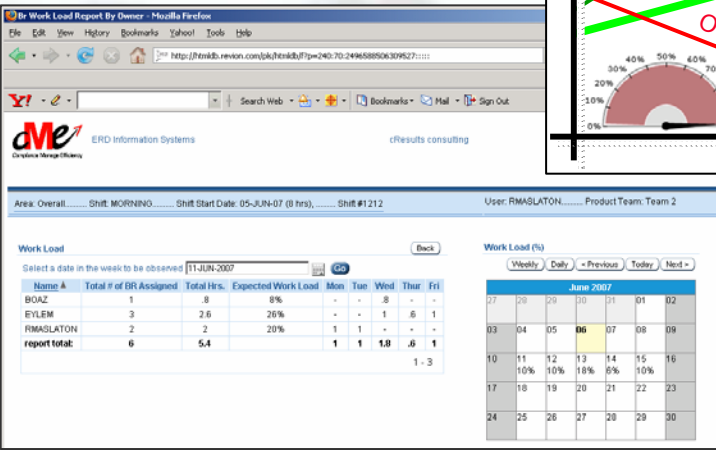 Br Work Load Report By Owner - Mozilla Firefox
File Edit View History Bookmarks Yahoo! Tools Help
http://htmldb.revion.com/pls/htmldb/f?p=240:70:2496588506309527:::::
Y! Search Web Bookmarks Mail Sign Out
cMe ERD Information Systems cResults consulting
Compliance Manage Efficiency
O
0% 10% 20% 30% 40% 50% 60% 70
Area: Overall......... Shift: MORNING......... Shift Start Date: 05-JUN-07 (8 hrs), ......... Shift #1212 User: RMASLATON......... Product Team: Team 2
Work Load Back
Select a date in the week to be observed 11-JUN-2007 Go
Name Total # of BR Assigned Total Hrs. Expected Work Load Mon Tue Wed Thur Fri
BOAZ 1 .8 8% - - .8 - -
EYLEM 3 2.6 26% - - 1 .6 1
RMASLATON 2 2 20% 1 1 - - -
report total: 6 5.4 1 1 1.8 .6 1
1 - 3
Work Load (%)
Weekly Daily < Previous Today Next >
June 2007
27 28 29 30 31 01 02
03 04 05 06 07 08 09
10 11 12 13 14 15 16
10% 10% 18% 6% 10%
17 18 19 20 21 22 23
24 25 26 27 28 29 30